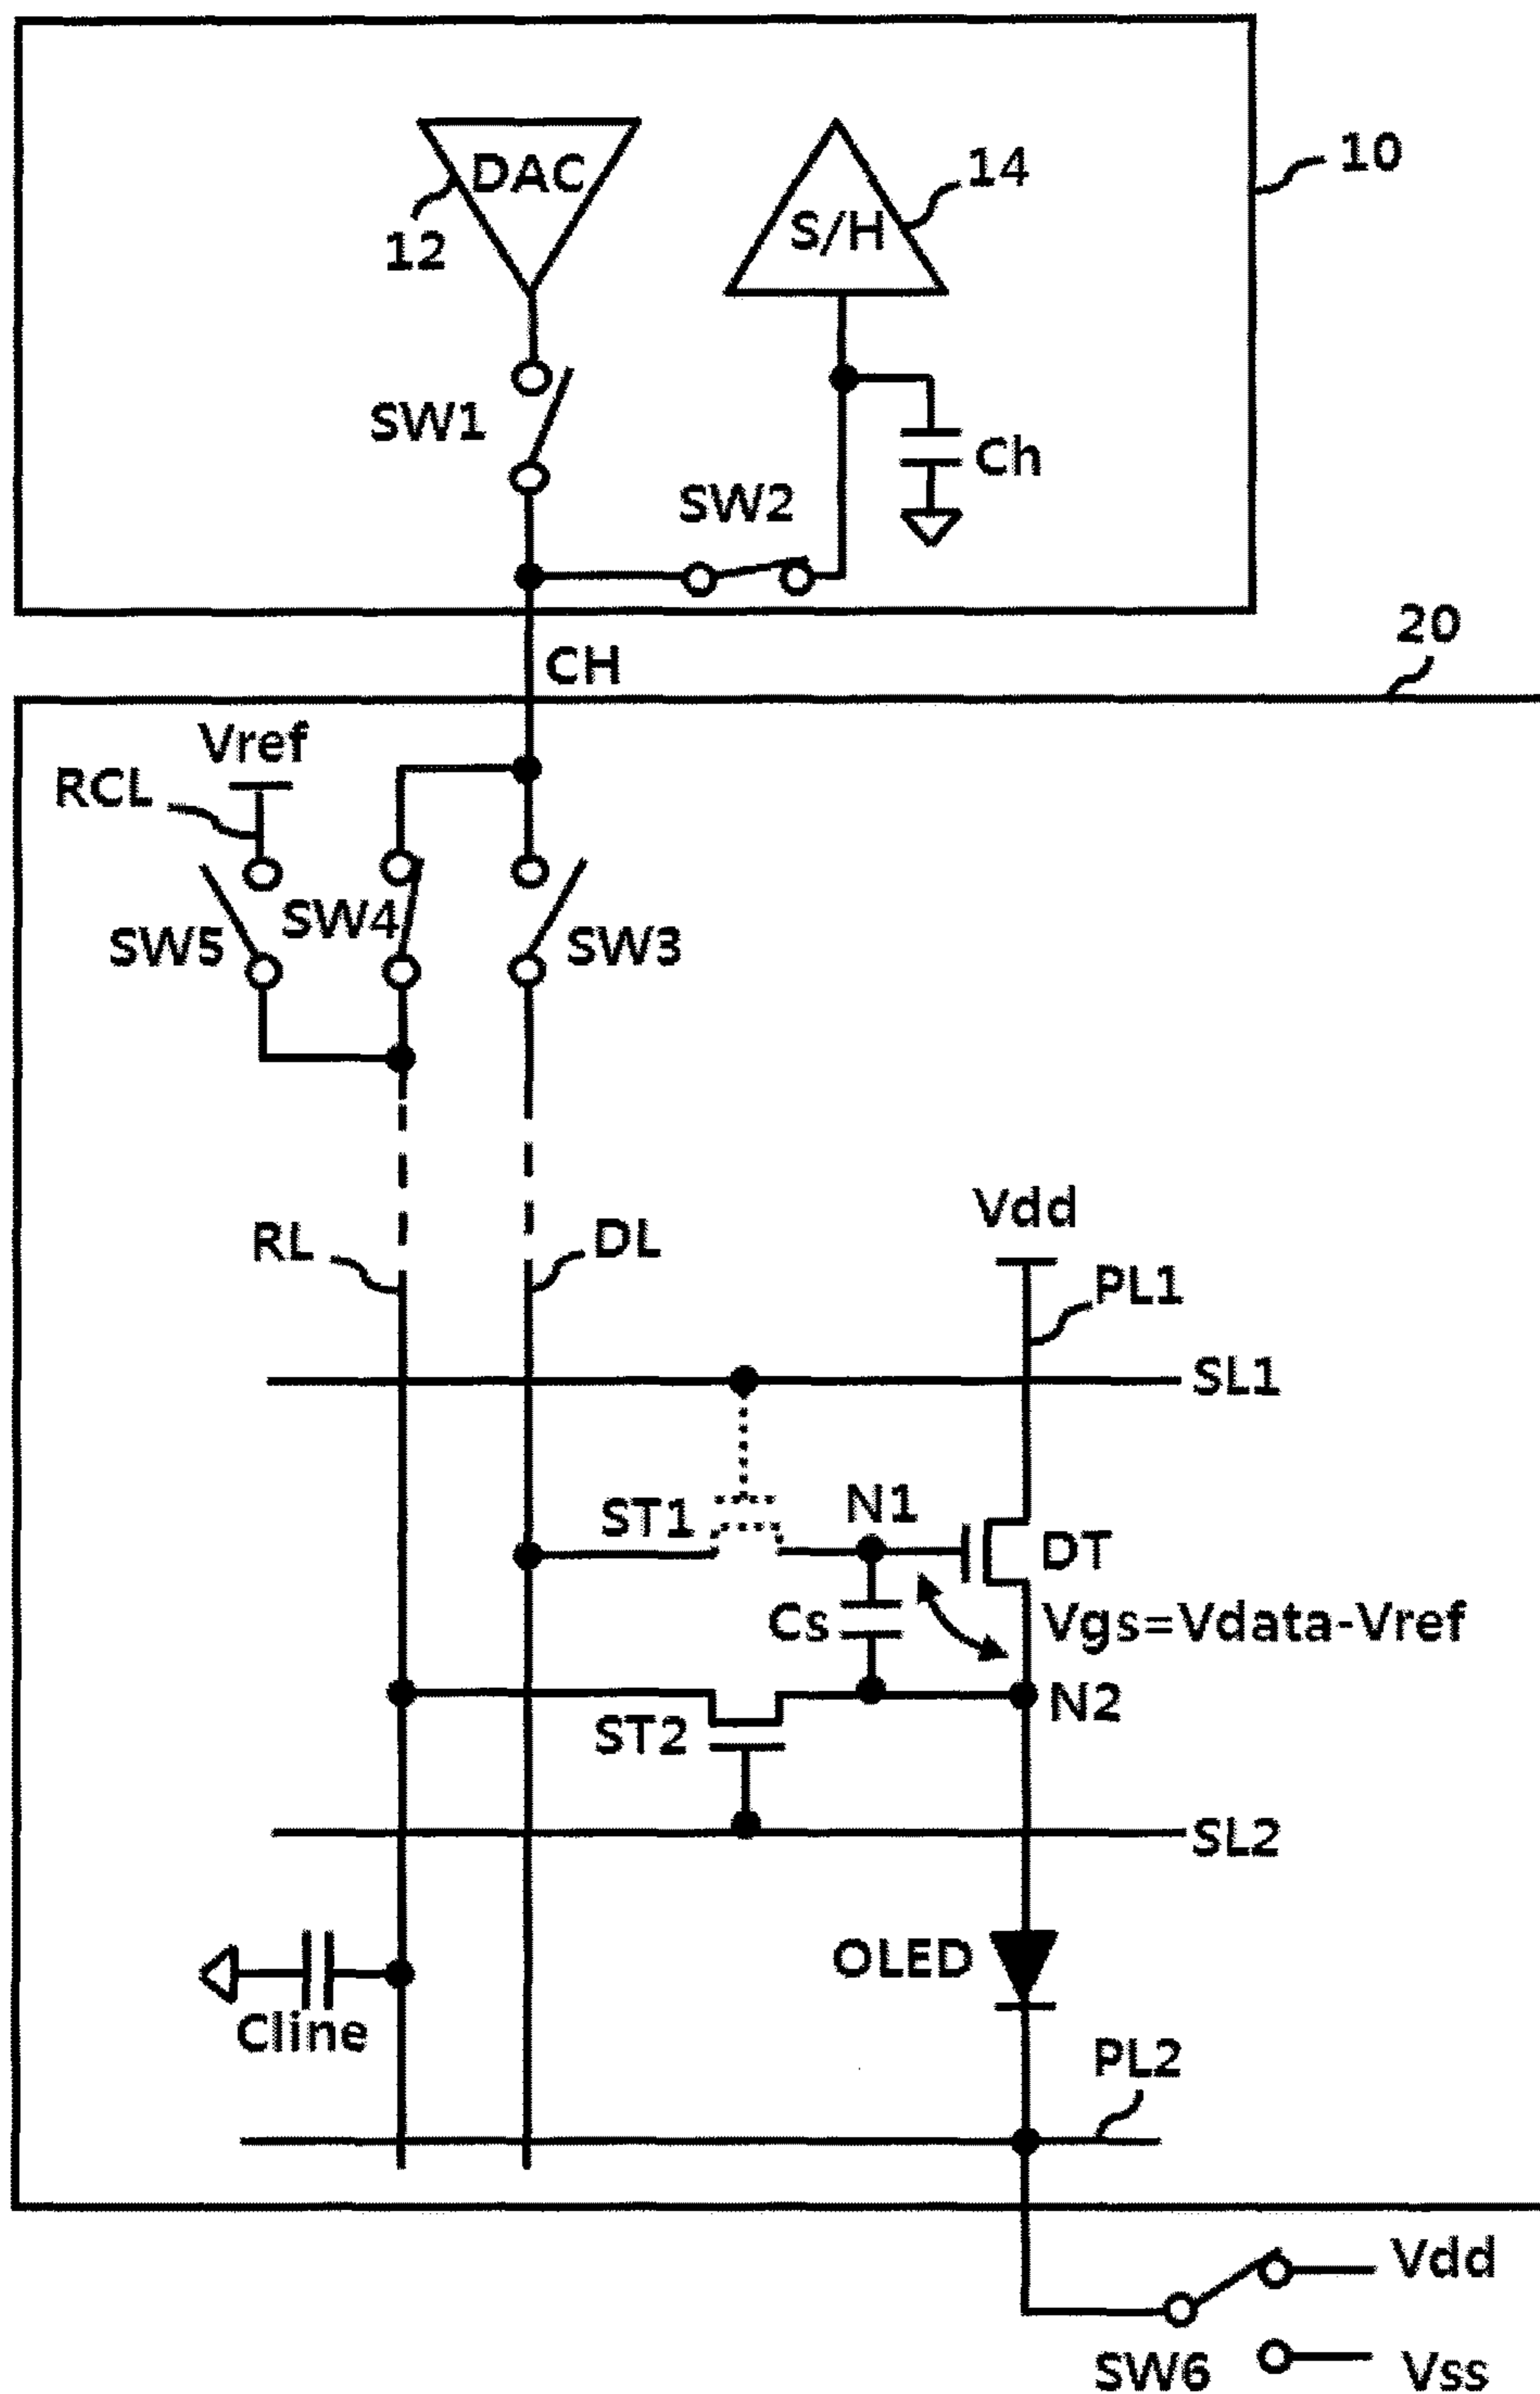 DAC
S/H
14
10
12
SW1
Ch
SW2
20
CH
Vref
RCL
SW5
SW4
SW3
RL
DL
Vdd
PL1
SL1
ST1
N1
DT
Cs
Vgs=Vdata-Vref
ST2
N2
SL2
OLED
Cline
PL2
Vdd
SW6
Vss